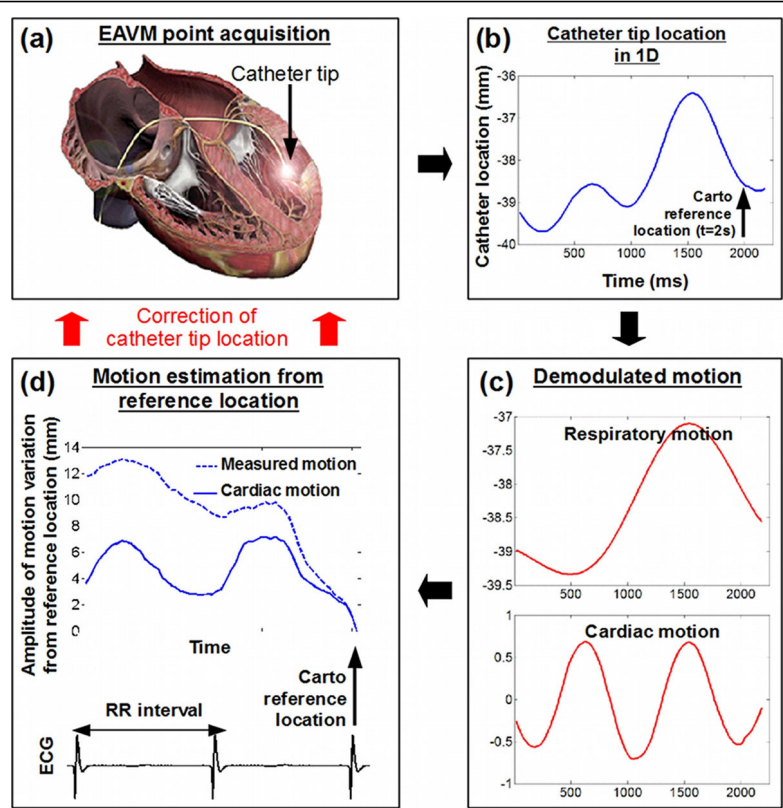 (a) EAVM point acquisition
Catheter tip
(b) Catheter tip location
in 1D
Catheter location (mm)
-36
-37
-38
-39
-40
500 1000 1500 2000
Time (ms)
Carto
reference
location (t=2s)
Correction of
catheter tip location
(c) Demodulated motion
Respiratory motion
-37
-37.5
-38
-38.5
-39
-39.5
500 1000 1500 2000
Cardiac motion
1
0.5
0
-0.5
-1
500 1000 1500 2000
(d) Motion estimation from
reference location
Amplitude of motion variation
from reference location (mm)
14
12
10
8
6
4
2
0
Measured motion
Cardiac motion
Time
Carto
reference
location
RR interval
ECG